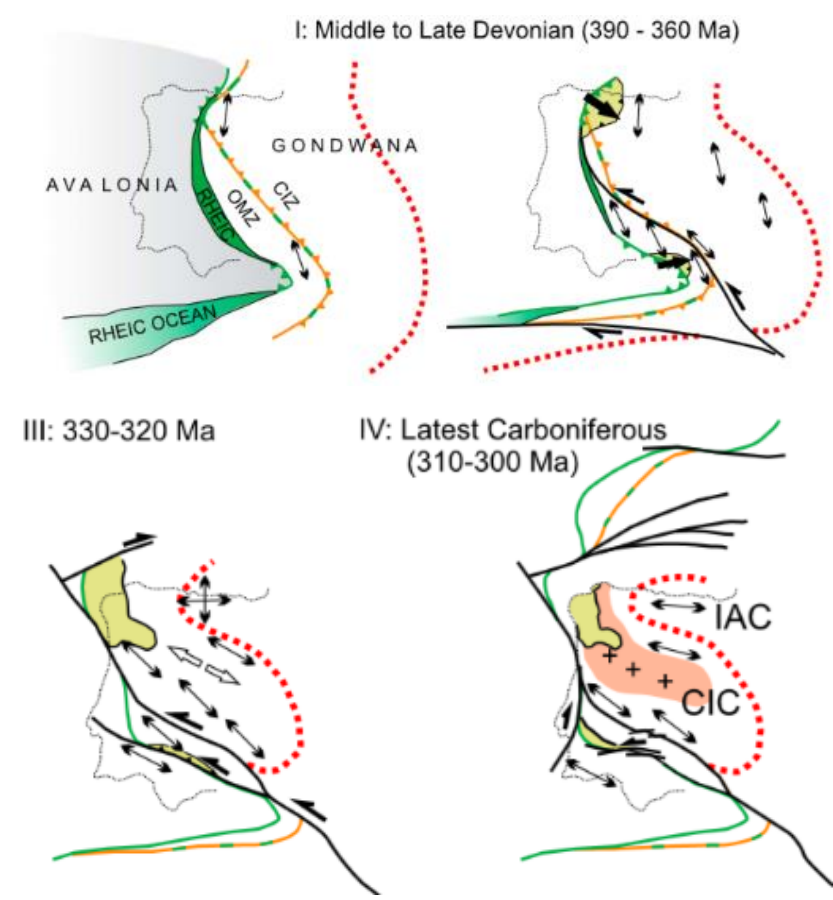 I: Middle to Late Devonian (390 - 360 Ma)
GONDWANA
AVALONIA
RHEIC
OMZ
CIZ
RHEIC OCEAN
III: 330-320 Ma
IV: Latest Carboniferous
(310-300 Ma)
IAC
CIC